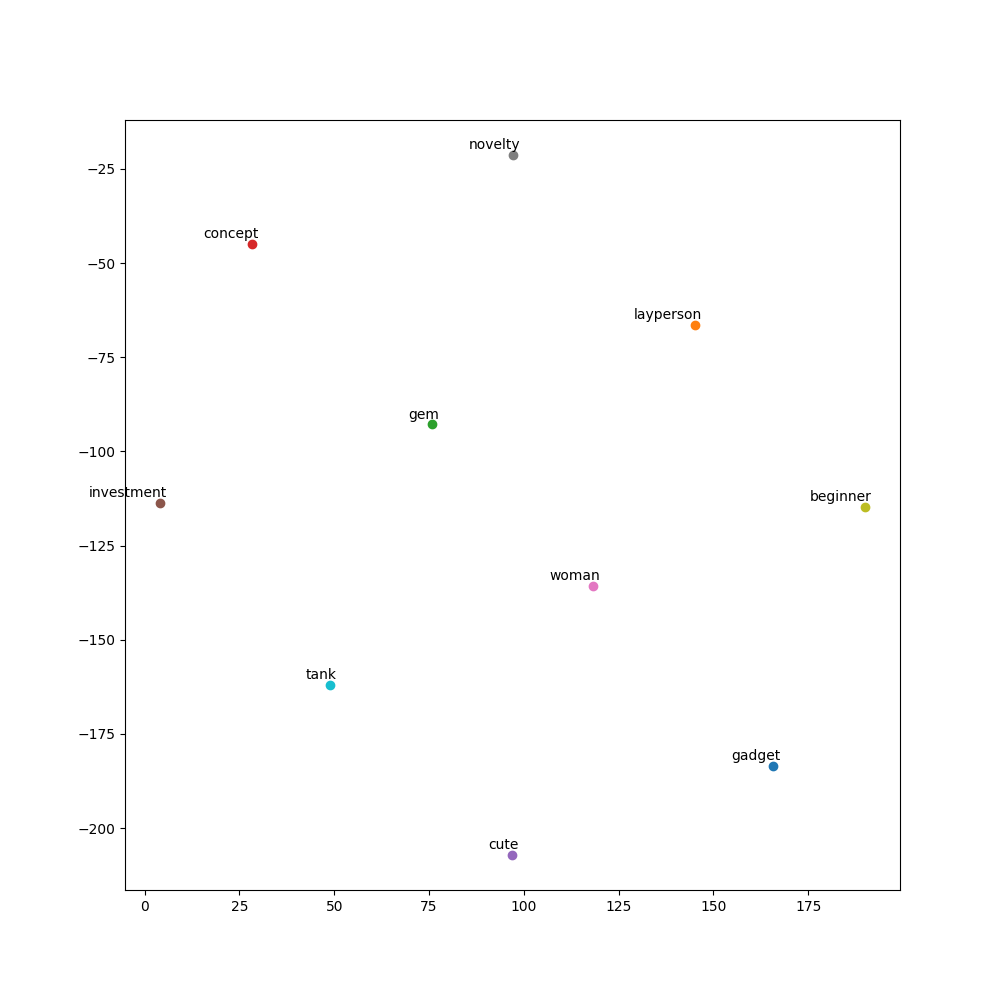 novelty
−25
concept
−50
layperson
−75
gem
−100
investment
beginner
−125
woman
−150
tank
−175
gadget
−200
cute
0 25 50 75 100 125 150 175